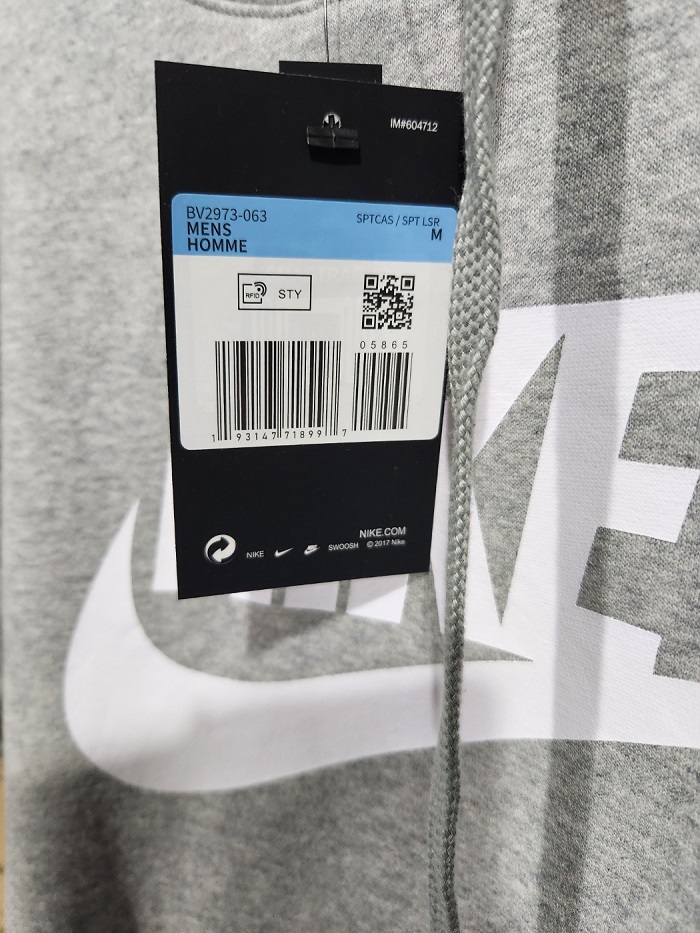 IM#604712
BV2973-063 SPTCAS / SPT LSR
MENS M
HOMME
RFID STY
05865
1 93147 71899 7
NIKE.COM
NIKE SWOOSH © 2017 Nike
KE